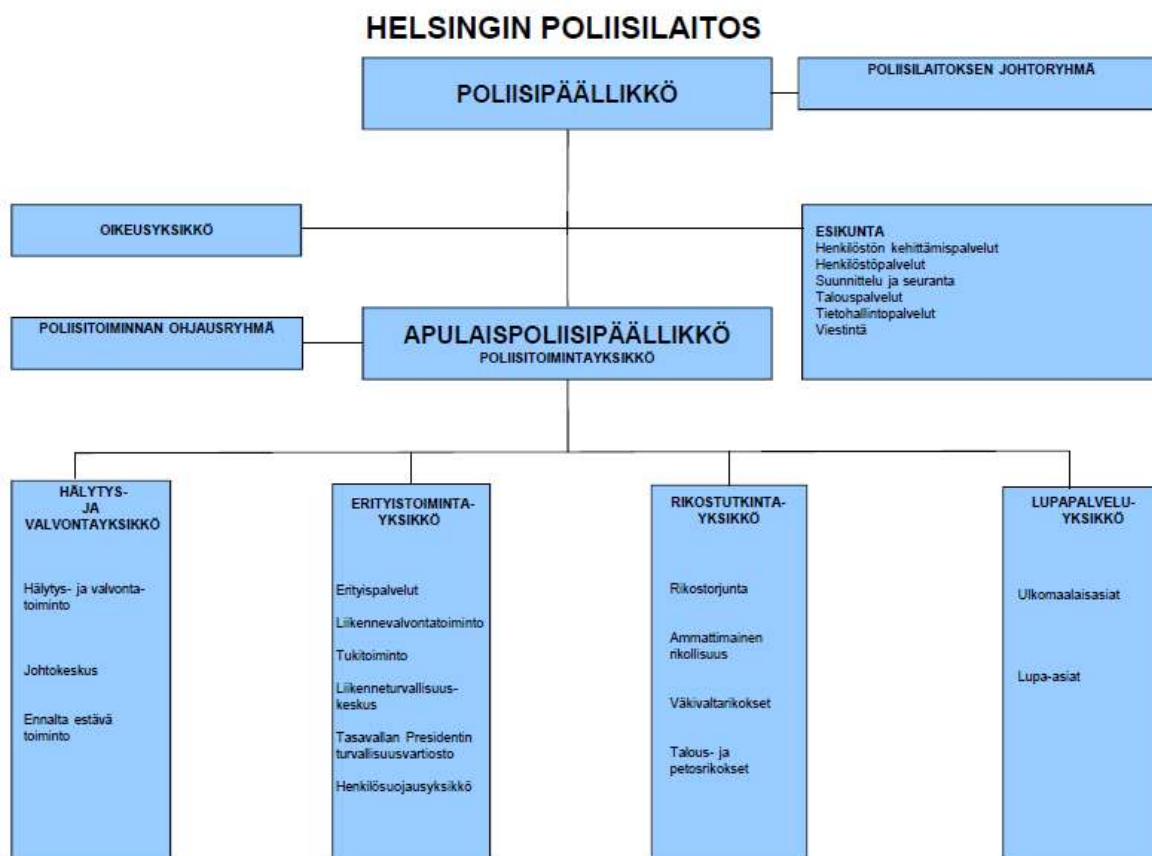 HELSINGIN POLIISILAITOS
POLIISIPÄÄLLIKKÖ
POLIISILAITOKSEN JOHTORYHMÄ
OIKEUSYKSIKKÖ
ESIKUNTA
Henkilöstön kehittämispalvelut
Henkilöstöpalvelut
Suunnittelu ja seuranta
Talouspalvelut
Tietohallintopalvelut
Viestintä
POLIISITOIMINNAN OHJAUSRYHMÄ
APULAISPOLIISIPÄÄLLIKKÖ
POLIISITOIMINTAYKSIKKÖ
HÄLYTYS-
JA
VALVONTAYKSIKKÖ
Hälytys- ja valvonta-
toiminto
Johtokeskus
Ennalta estävä
toiminto
ERITYISTOIMINTA-
YKSIKKÖ
Erityispalvelut
Liikennevalvontatoiminto
Tukitoiminto
Liikenneturvallisuus-
keskus
Tasavallan Presidentin
turvallisuusvartiosto
Henkilösuojausyksikkö
RIKOSTUTKINTA-
YKSIKKÖ
Rikostorjunta
Ammattimainen
rikollisuus
Väkivaltarikokset
Talous- ja
petosrikokset
LUPAPALVELU-
YKSIKKÖ
Ulkomaalaisasiat
Lupa-asiat